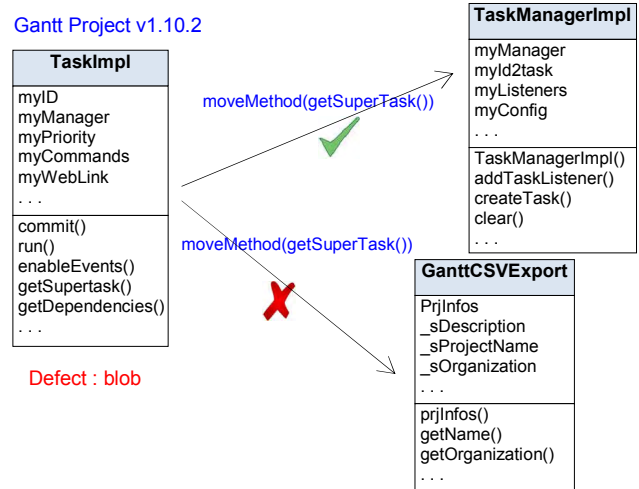 Gantt Project v1.10.2
TaskImpl
myID
myManager
myPriority
myCommands
myWebLink
. . .
commit()
run()
enableEvents()
getSupertask()
getDependencies()
. . .
Defect : blob
moveMethod(getSuperTask())
moveMethod(getSuperTask())
TaskManagerImpl
myManager
myId2task
myListeners
myConfig
. . .
TaskManagerImpl()
addTaskListener()
createTask()
clear()
. . .
GanttCSVExport
PrjInfos
_sDescription
_sProjectName
_sOrganization
. . .
prjInfos()
getName()
getOrganization()
. . .